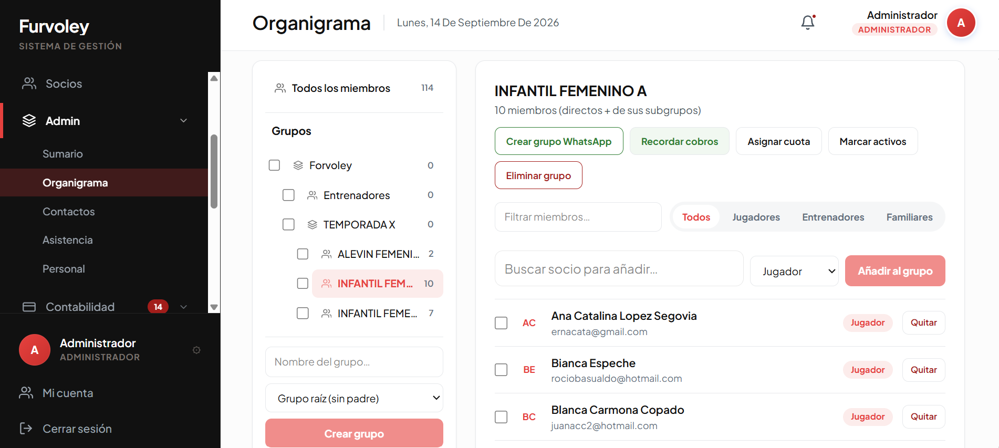 Furvoley
SISTEMA DE GESTIÓN
Socios
Admin
Sumario
Organigrama
Contactos
Asistencia
Personal
Contabilidad 14
A Administrador
ADMINISTRADOR
Mi cuenta
Cerrar sesión
Organigrama Lunes, 14 De Septiembre De 2026
Administrador
ADMINISTRADOR
A
Todos los miembros 114
Grupos
Forvoley 0
Entrenadores 0
TEMPORADA X 0
ALEVIN FEMENI... 2
INFANTIL FEM... 10
INFANTIL FEME... 7
Nombre del grupo...
Grupo raíz (sin padre)
Crear grupo
INFANTIL FEMENINO A
10 miembros (directos + de sus subgrupos)
Crear grupo WhatsApp Recordar cobros Asignar cuota Marcar activos
Eliminar grupo
Filtrar miembros... Todos Jugadores Entrenadores Familiares
Buscar socio para añadir... Jugador Añadir al grupo
AC Ana Catalina Lopez Segovia Jugador Quitar
ernacata@gmail.com
BE Bianca Espeche Jugador Quitar
rociobasualdo@hotmail.com
BC Blanca Carmona Copado Jugador Quitar
juanacc2@hotmail.com